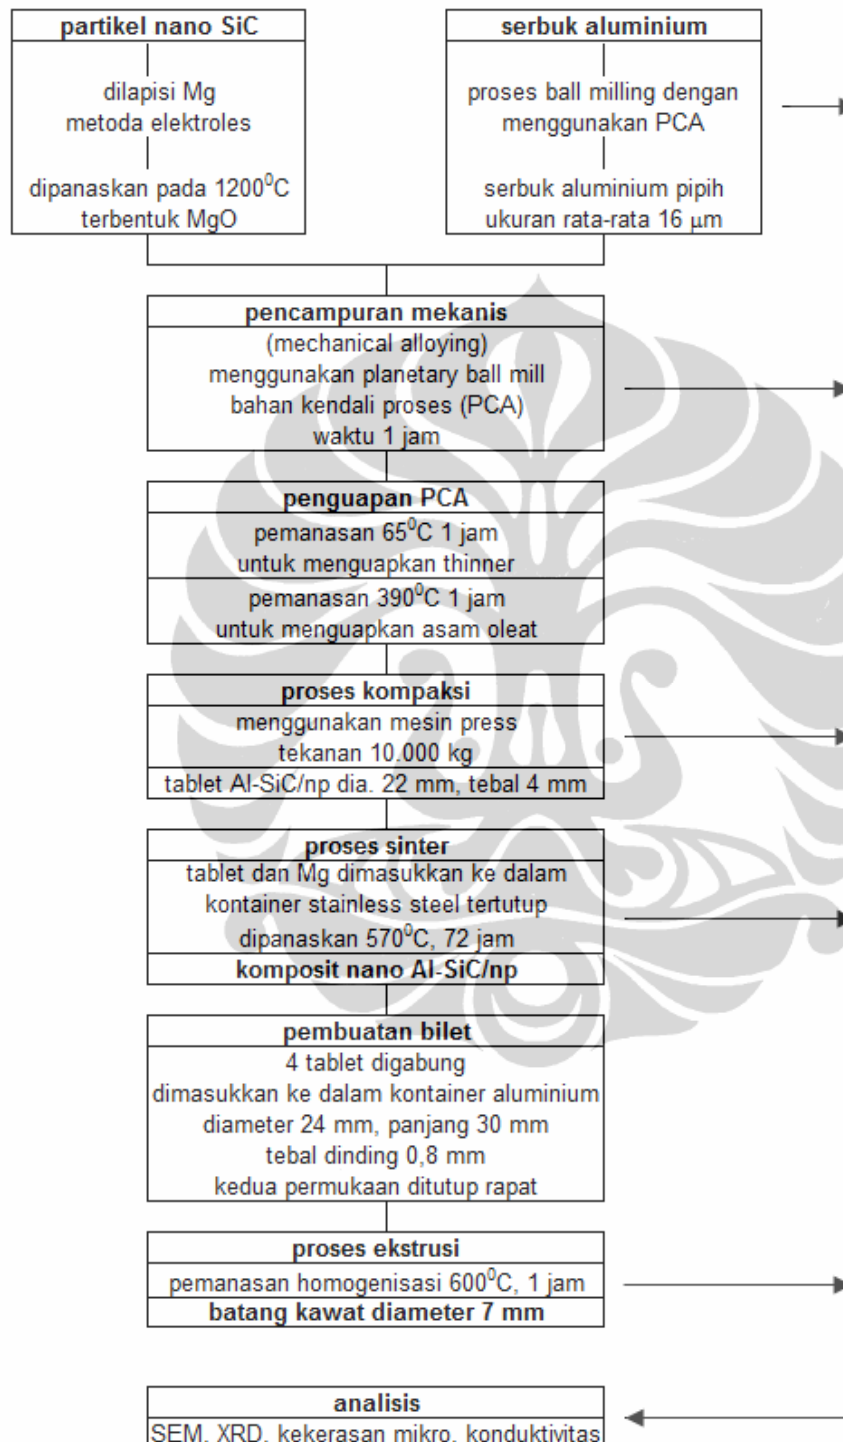 partikel nano SiC
dilapisi Mg
metoda elektroles
dipanaskan pada 1200⁰C
terbentuk MgO
serbuk aluminium
proses ball milling dengan
menggunakan PCA
serbuk aluminium pipih
ukuran rata-rata 16 μm
pencampuran mekanis
(mechanical alloying)
menggunakan planetary ball mill
bahan kendali proses (PCA)
waktu 1 jam
penguapan PCA
pemanasan 65⁰C 1 jam
untuk menguapkan thinner
pemanasan 390⁰C 1 jam
untuk menguapkan asam oleat
proses kompaksi
menggunakan mesin press
tekanan 10.000 kg
tablet Al-SiC/np dia. 22 mm, tebal 4 mm
proses sinter
tablet dan Mg dimasukkan ke dalam
kontainer stainless steel tertutup
dipanaskan 570⁰C, 72 jam
komposit nano Al-SiC/np
pembuatan bilet
4 tablet digabung
dimasukkan ke dalam kontainer aluminium
diameter 24 mm, panjang 30 mm
tebal dinding 0,8 mm
kedua permukaan ditutup rapat
proses ekstrusi
pemanasan homogenisasi 600⁰C, 1 jam
batang kawat diameter 7 mm
analisis
SEM, XRD, kekerasan mikro, konduktivitas